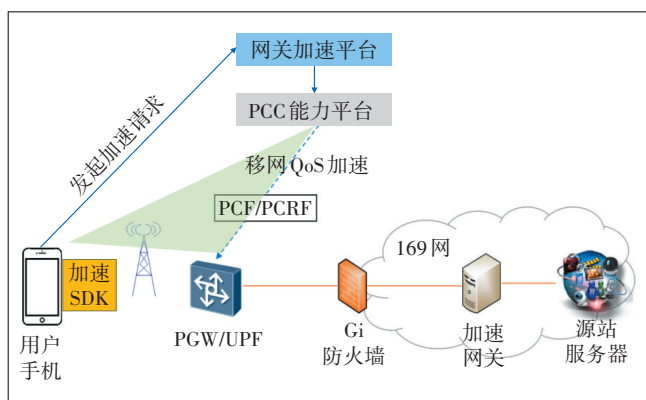 网关加速平台
PCC能力平台
发起加速请求
移网QoS加速
PCF/PCRF
169网
加速
SDK
用户
手机
PGW/UPF
Gi
防火墙
加速
网关
源站
服务器